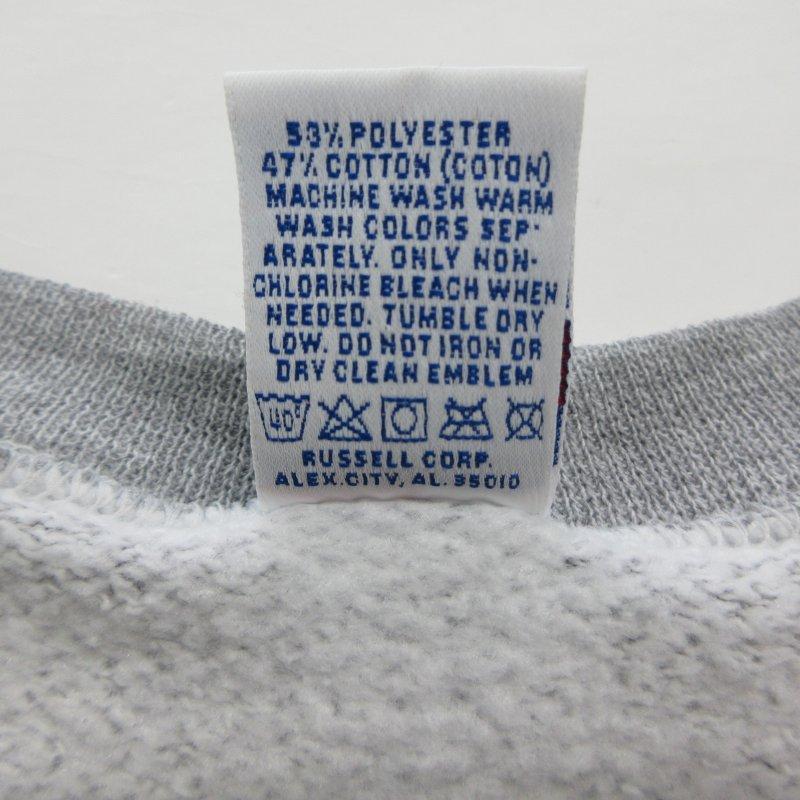 53% POLYESTER
47% COTTON (COTON)
MACHINE WASH WARM
WASH COLORS SEP-
ARATELY. ONLY NON-
CHLORINE BLEACH WHEN
NEEDED. TUMBLE DRY
LOW. DO NOT IRON OR
DRY CLEAN EMBLEM
40°
RUSSELL CORP.
ALEX.CITY, AL. 35010